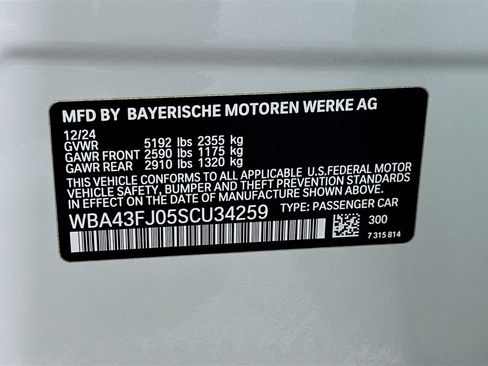 MFD BY BAYERISCHE MOTOREN WERKE AG
12/24
GVWR 5192 lbs 2355 kg
GAWR FRONT 2590 lbs 1175 kg
GAWR REAR 2910 lbs 1320 kg
THIS VEHICLE CONFORMS TO ALL APPLICABLE U.S.FEDERAL MOTOR
VEHICLE SAFETY, BUMPER AND THEFT PREVENTION STANDARDS
IN EFFECT ON THE DATE OF MANUFACTURE SHOWN ABOVE.
WBA43FJ05SCU34259 TYPE: PASSENGER CAR
300
7 315 814